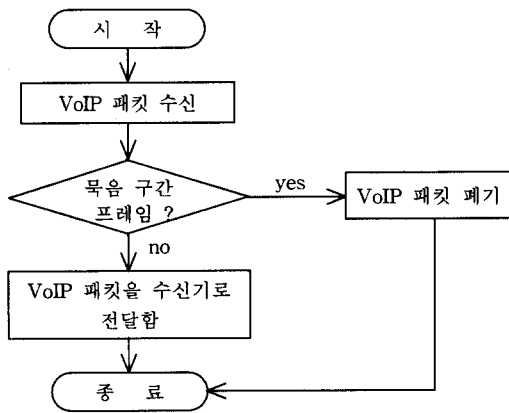 시 작
VoIP 패킷 수신
묵음 구간
프레임 ?
yes
VoIP 패킷 폐기
no
VoIP 패킷을 수신기로
전달함
종 료